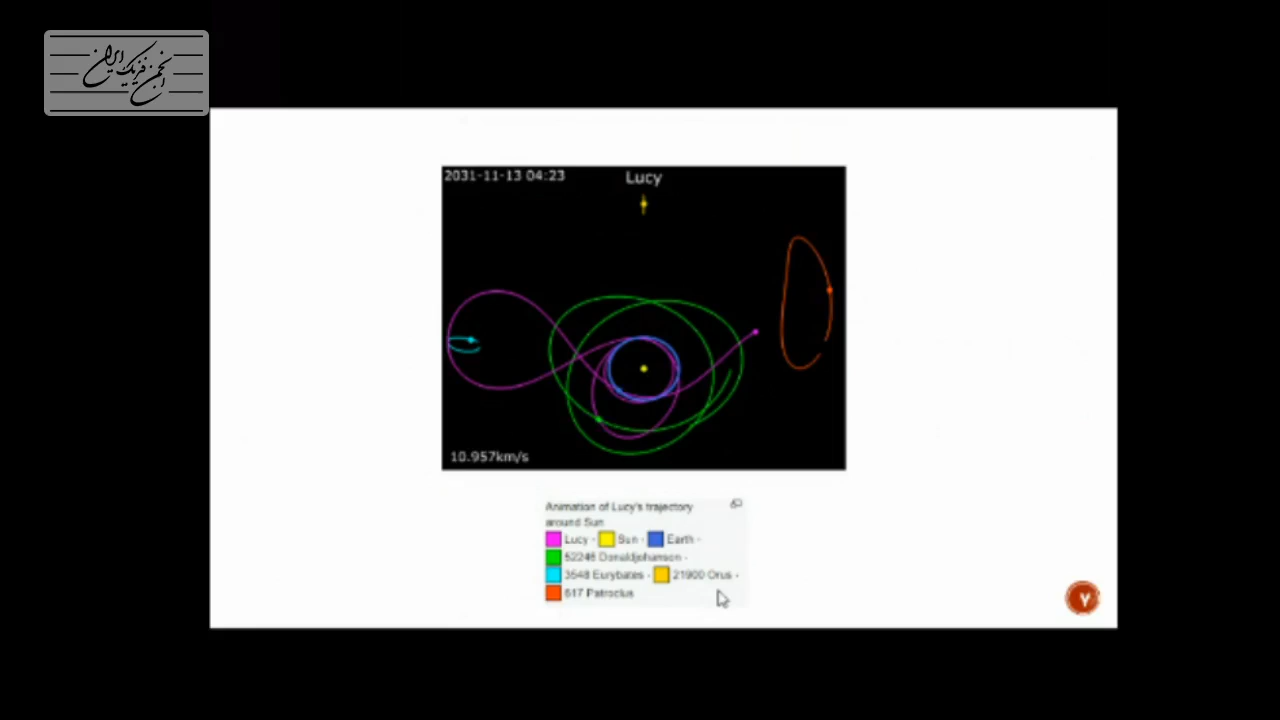 انجمن فیزیک ایران
2031-11-13 04:23
Lucy
10.957km/s
Animation of Lucy's trajectory
around Sun
Lucy - Sun - Earth -
52246 Donaldjohanson -
3548 Eurybates - 21900 Orus -
617 Patroclus
۷